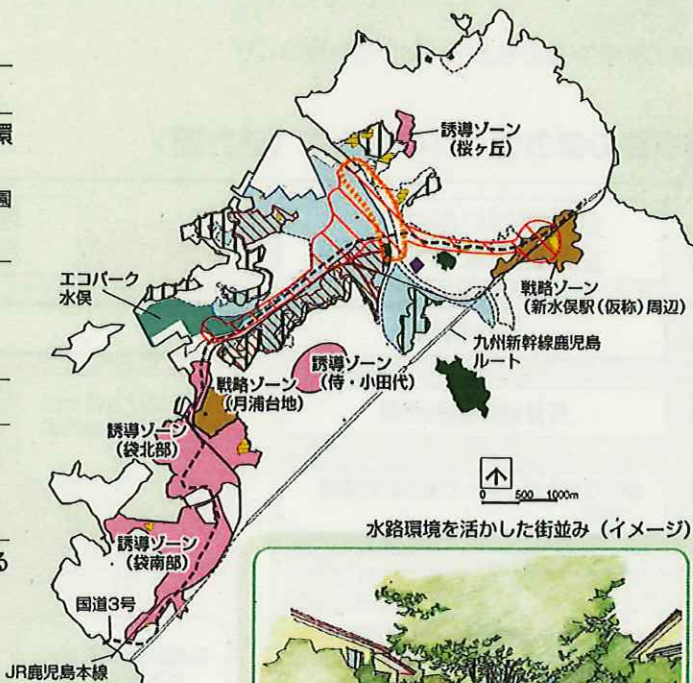 環
園
る
誘導ゾーン
(桜ヶ丘)
エコパーク
水俣
戦略ゾーン
(新水俣駅(仮称)周辺)
九州新幹線鹿児島
ルート
誘導ゾーン
(侍・小田代)
戦略ゾーン
(月浦台地)
誘導ゾーン
(袋北部)
0 500 1000m
水路環境を活かした街並み (イメージ)
誘導ゾーン
(袋南部)
国道3号
JR鹿児島本線